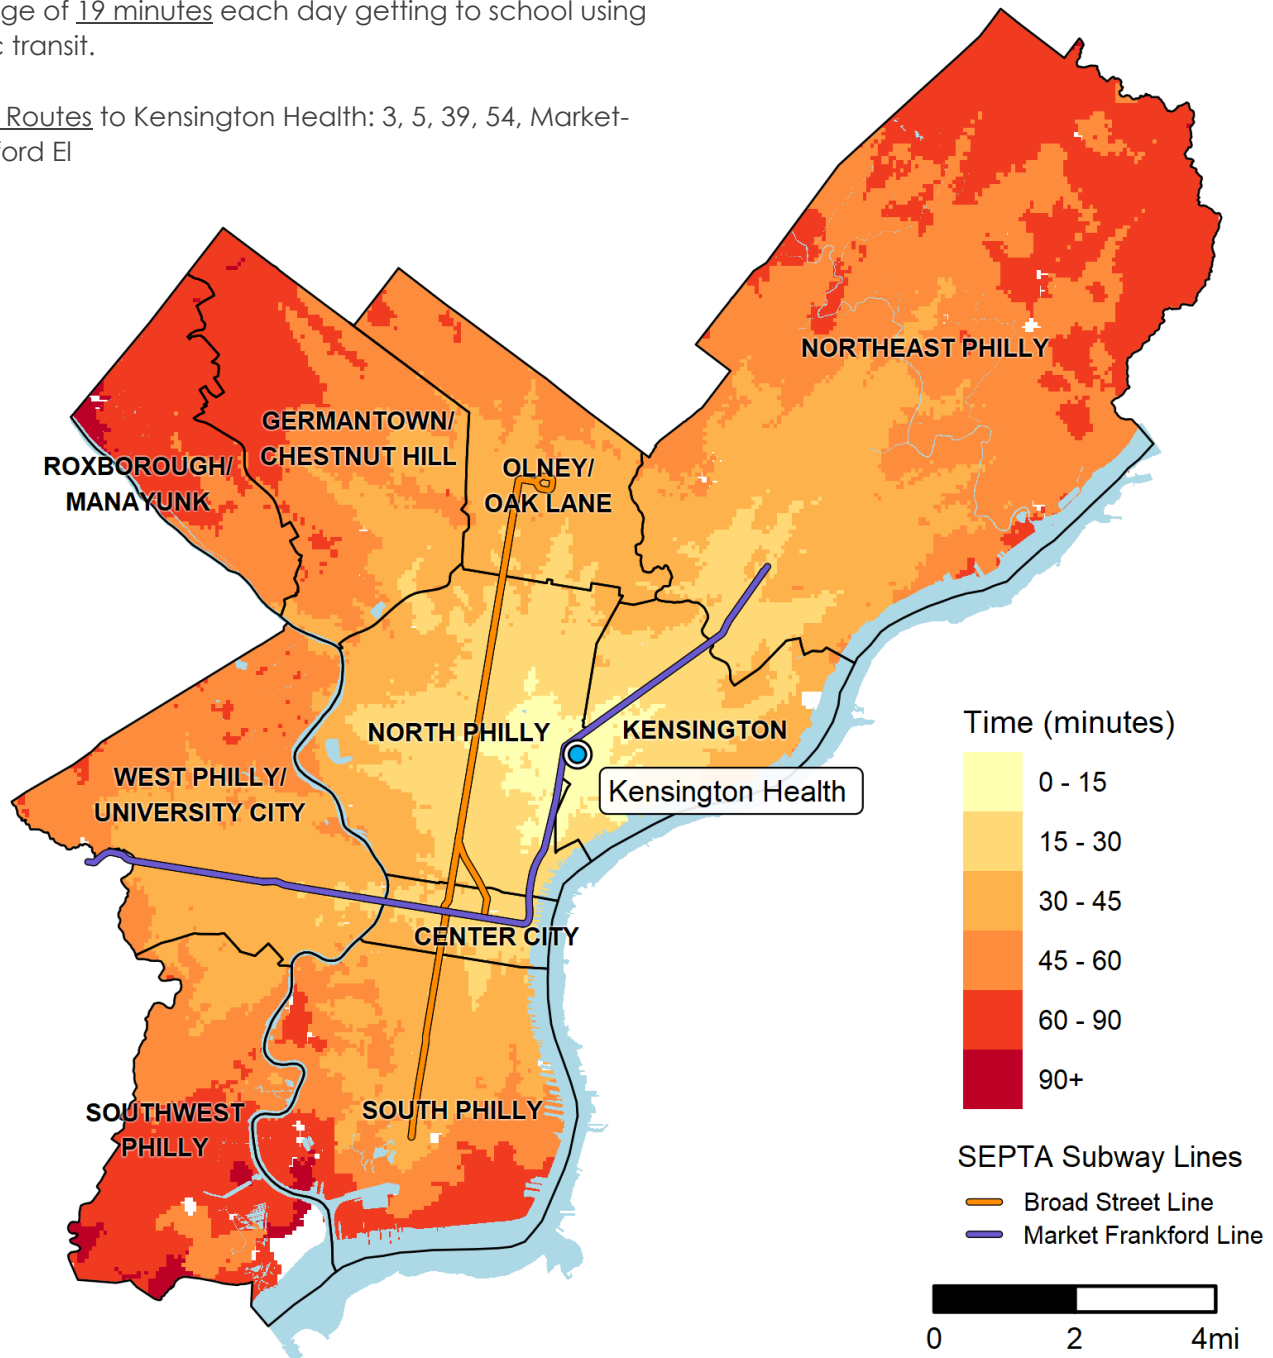 ge of 19 minutes each day getting to school using
c transit.
Routes to Kensington Health: 3, 5, 39, 54, Market-
ford El
NORTHEAST PHILLY
GERMANTOWN/
CHESTNUT HILL
ROXBOROUGH/
MANAYUNK
OLNEY/
OAK LANE
NORTH PHILLY
KENSINGTON
Kensington Health
WEST PHILLY/
UNIVERSITY CITY
CENTER CITY
SOUTHWEST
PHILLY
SOUTH PHILLY
Time (minutes)
0 - 15
15 - 30
30 - 45
45 - 60
60 - 90
90+
SEPTA Subway Lines
Broad Street Line
Market Frankford Line
0 2 4mi